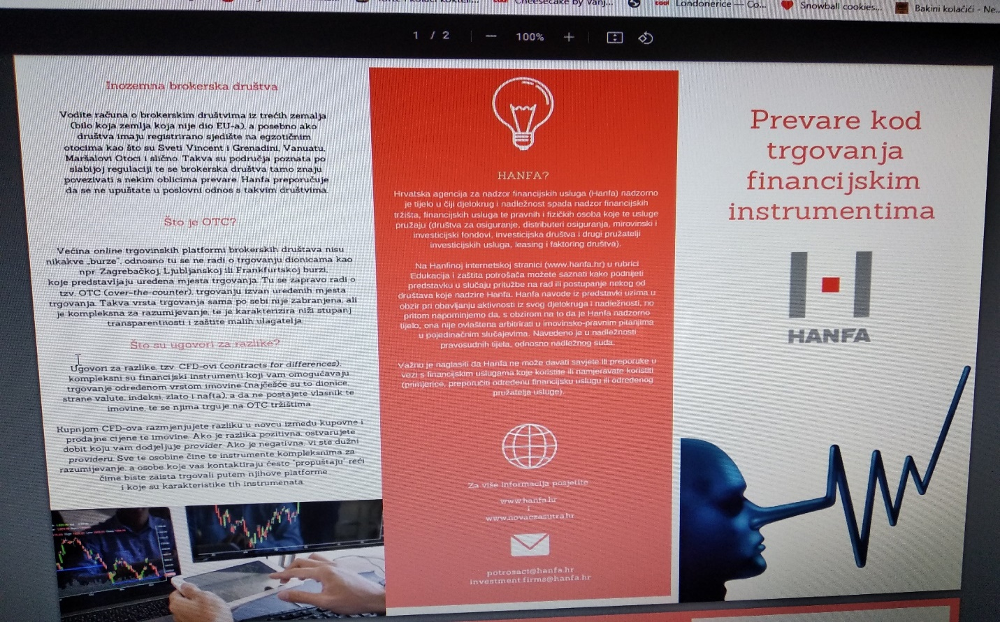 Cheesecake by Vanj...
Londonerice — Co...
Snowball cookies...
Bakini kolačići - Ne...
1 / 2
100%
Inozemna brokerska društva
Vodite računa o brokerskim društvima iz trećih zemalja
(bilo koja zemlja koja nije dio EU-a), a posebno ako
društva imaju registrirano sjedište na egzotičnim
otocima kao što su Sveti Vincent i Grenadini, Vanuatu,
Maršalovi Otoci i slično. Takva su područja poznata po
slabijoj regulaciji te se brokerska društva tamo znaju
povezivati s nekim oblicima prevare. Hanfa preporučuje
da se ne upuštate u poslovni odnos s takvim društvima.
Što je OTC?
Većina online trgovinskih platformi brokerskih društava nisu
nikakve „burze“, odnosno tu se ne radi o trgovanju dionicama kao
npr. Zagrebačkoj, Ljubljanskoj ili Frankfurtskoj burzi,
koje predstavljaju uređena mjesta trgovanja. Tu se zapravo radi o
tzv. OTC (over-the-counter), trgovanju izvan uređenih mjesta
trgovanja. Takva vrsta trgovanja sama po sebi nije zabranjena, ali
je kompleksna za razumijevanje, te je karakterizira niži stupanj
transparentnosti i zaštite malih ulagatelja.
Što su ugovori za razlike?
Ugovori za razlike, tzv. CFD-ovi (contracts for differences),
kompleksni su financijski instrumenti koji vam omogućavaju
trgovanje određenom vrstom imovine (najčešće su to dionice,
strane valute, indeksi, zlato i nafta), a da ne postajete vlasnik te
imovine, te se njima trguje na OTC tržištima.
Kupnjom CFD-ova razmjenjujete razliku u novcu između kupovne i
prodajne cijene te imovine. Ako je razlika pozitivna, ostvarujete
dobit koju vam dodjeljuje provider. Ako je negativna, vi ste dužni
provideru. Sve te osobine čine te instrumente kompleksnima za
razumijevanje, a osobe koje vas kontaktiraju često "propuštaju" reći
čime biste zaista trgovali putem njihove platforme
i koje su karakteristike tih instrumenata.
HANFA?
Hrvatska agencija za nadzor financijskih usluga (Hanfa) nadzorno
je tijelo u čiji djelokrug i nadležnost spada nadzor financijskih
tržišta, financijskih usluga te pravnih i fizičkih osoba koje te usluge
pružaju (društva za osiguranje, distributeri osiguranja, mirovinski i
investicijski fondovi, investicijska društva i drugi pružatelji
investicijskih usluga, leasing i faktoring društva).
Na Hanfinoj internetskoj stranici (www.hanfa.hr) u rubrici
Edukacija i zaštita potrošača možete saznati kako podnijeti
predstavku u slučaju pritužbe na rad ili postupanje nekog od
društava koje nadzire Hanfa. Hanfa navode iz predstavki uzima u
obzir pri obavljanju aktivnosti iz svog djelokruga i nadležnosti, no
pritom napominjemo da, s obzirom na to da je Hanfa nadzorno
tijelo, ona nije ovlaštena arbitrirati u imovinsko-pravnim pitanjima
u pojedinačnim slučajevima. Navedeno je u nadležnosti
pravosudnih tijela, odnosno nadležnog suda.
Važno je naglasiti da Hanfa ne može davati savjete ili preporuke u
vezi s financijskim uslugama koje koristite ili namjeravate koristiti
(primjerice, preporučiti određenu financijsku uslugu ili određenog
pružatelja usluge).
Za više informacija posjetite
www.hanfa.hr
i
www.novaczasutra.hr
potrosaci@hanfa.hr
investment.firms@hanfa.hr
Prevare kod
trgovanja
financijskim
instrumentima
HANFA